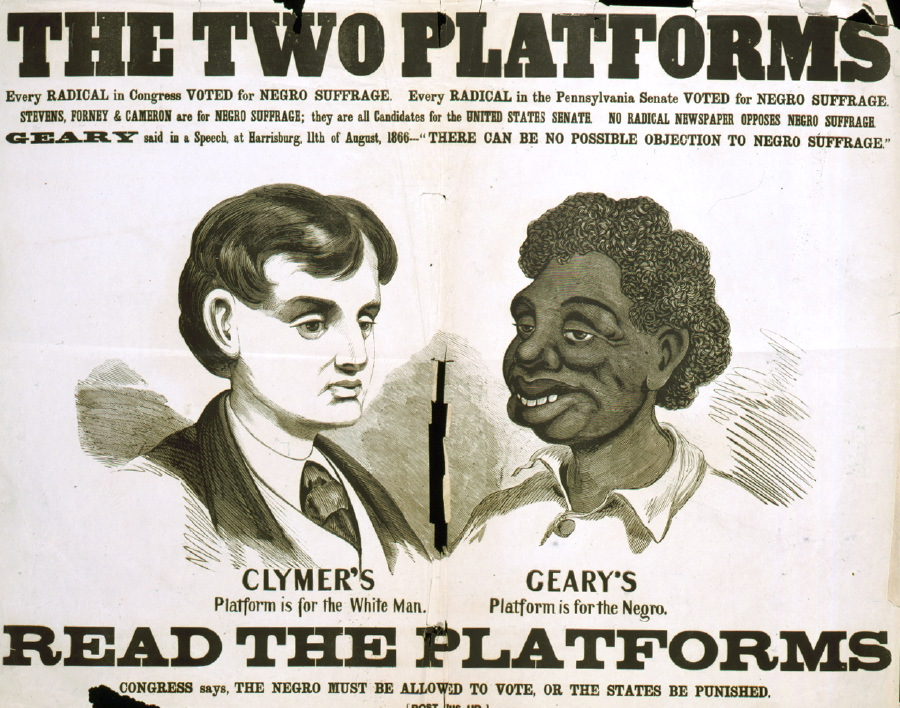 THE TWO PLATFORMS
Every RADICAL in Congress VOTED for NEGRO SUFFRAGE. Every RADICAL in the Pennsylvania Senate VOTED for NEGRO SUFFRAGE.
STEVENS, FORNEY & CAMERON are for NEGRO SUFFRAGE; they are all Candidates for the UNITED STATES SENATE. NO RADICAL NEWSPAPER OPPOSES NEGRO SUFFRAGE
GEARY said in a Speech, at Harrisburg, 11th of August, 1866—"THERE CAN BE NO POSSIBLE OBJECTION TO NEGRO SUFFRAGE."
CLYMER'S
Platform is for the White Man.
GEARY'S
Platform is for the Negro.
READ THE PLATFORMS
CONGRESS says, THE NEGRO MUST BE ALLOWED TO VOTE, OR THE STATES BE PUNISHED.